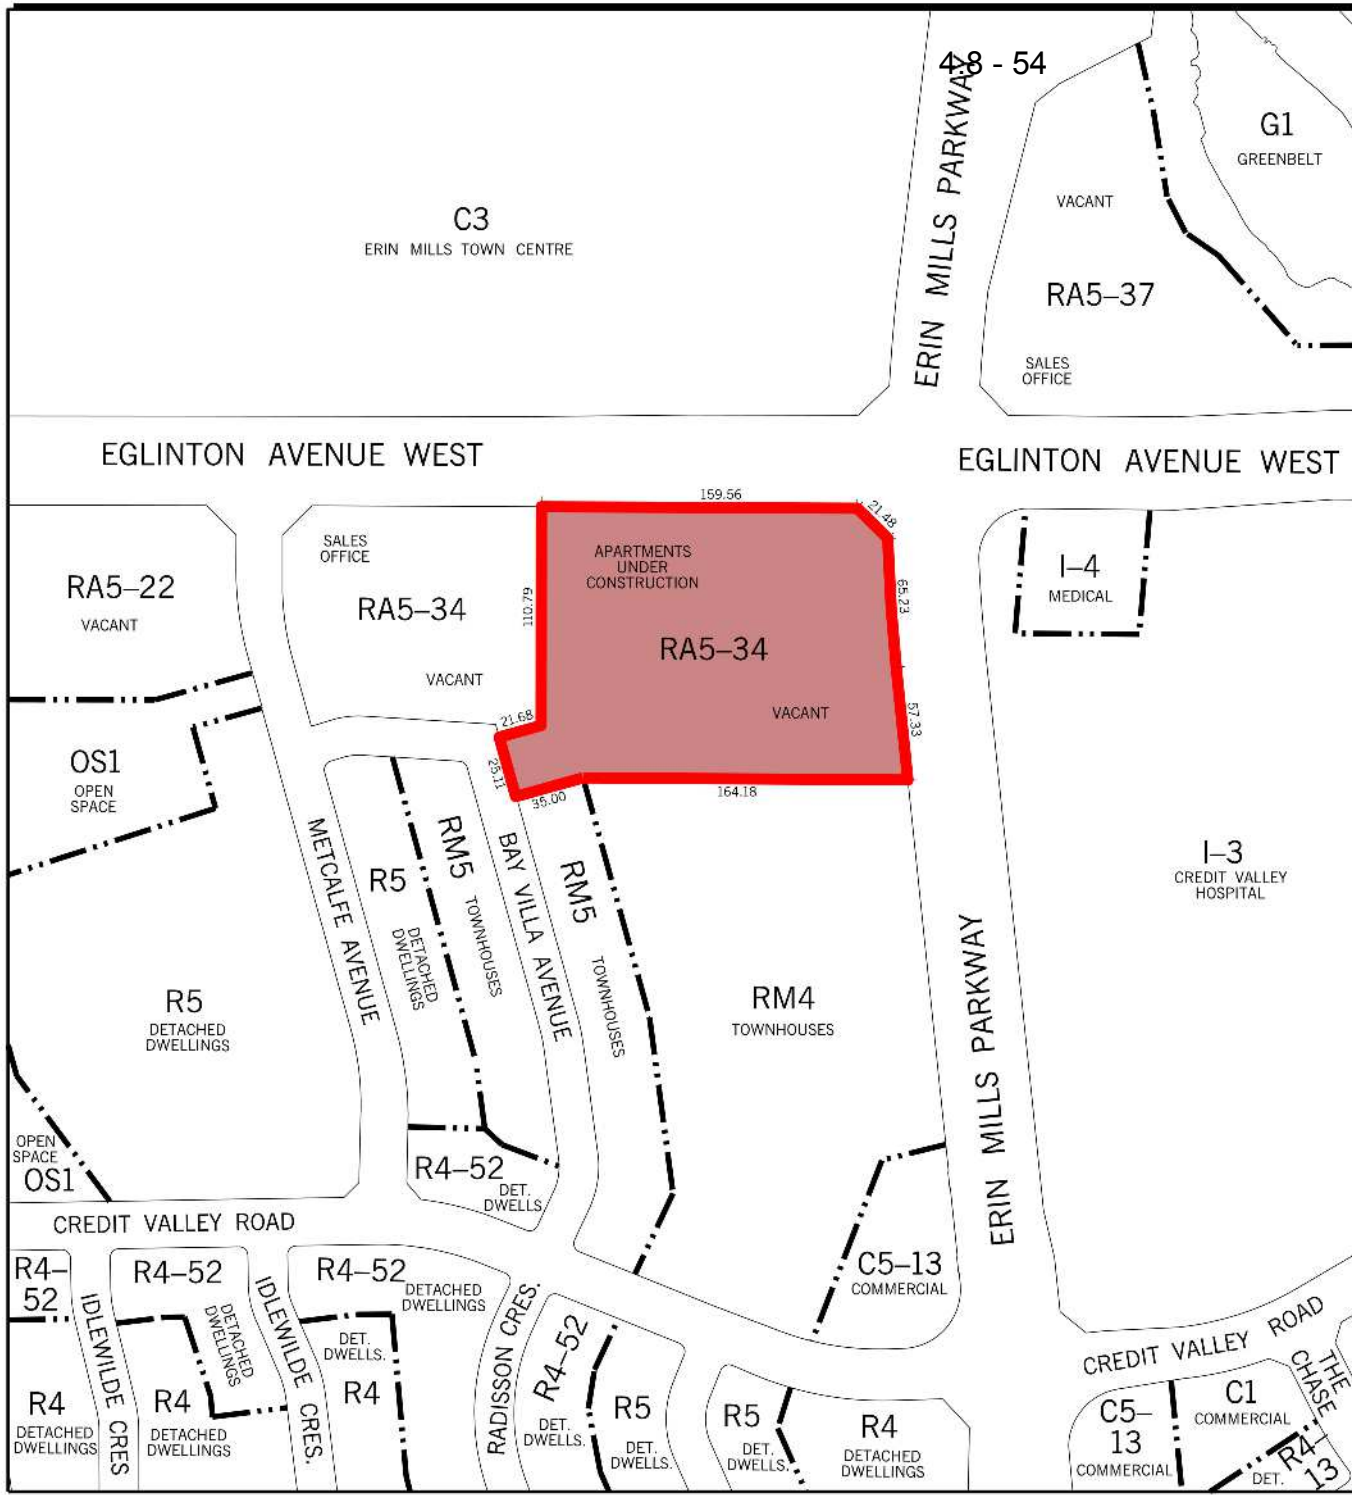 4.8 - 54
ERIN MILLS PARKWAY
G1
GREENBELT
VACANT
C3
ERIN MILLS TOWN CENTRE
RA5–37
SALES
OFFICE
EGLINTON AVENUE WEST
EGLINTON AVENUE WEST
159.56
21.48
SALES
OFFICE
APARTMENTS
UNDER
CONSTRUCTION
I–4
MEDICAL
RA5–22
VACANT
RA5–34
110.79
65.23
RA5–34
VACANT
VACANT
21.68
57.33
25.11
35.00
164.18
OS1
OPEN
SPACE
METCALFE AVENUE
R5
DETACHED
DWELLINGS
RM5
TOWNHOUSES
BAY VILLA AVENUE
RM5
TOWNHOUSES
I–3
CREDIT VALLEY
HOSPITAL
R5
DETACHED
DWELLINGS
RM4
TOWNHOUSES
ERIN MILLS PARKWAY
OPEN
SPACE
OS1
R4–52
DET.
DWELLS.
CREDIT VALLEY ROAD
R4–
52
R4–52
DETACHED
DWELLINGS
R4–52
DETACHED
DWELLINGS
C5–13
COMMERCIAL
IDLEWILDE CRES
IDLEWILDE CRES.
RADISSON CRES.
DET.
DWELLS.
R4
R4–52
DET.
DWELLS.
CREDIT VALLEY ROAD
THE
CHASE
R4
DETACHED
DWELLINGS
R4
DETACHED
DWELLINGS
R5
DET.
DWELLS.
R5
DET.
DWELLS.
R4
DETACHED
DWELLINGS
C5–
13
COMMERCIAL
C1
COMMERCIAL
R4–
13
DET.